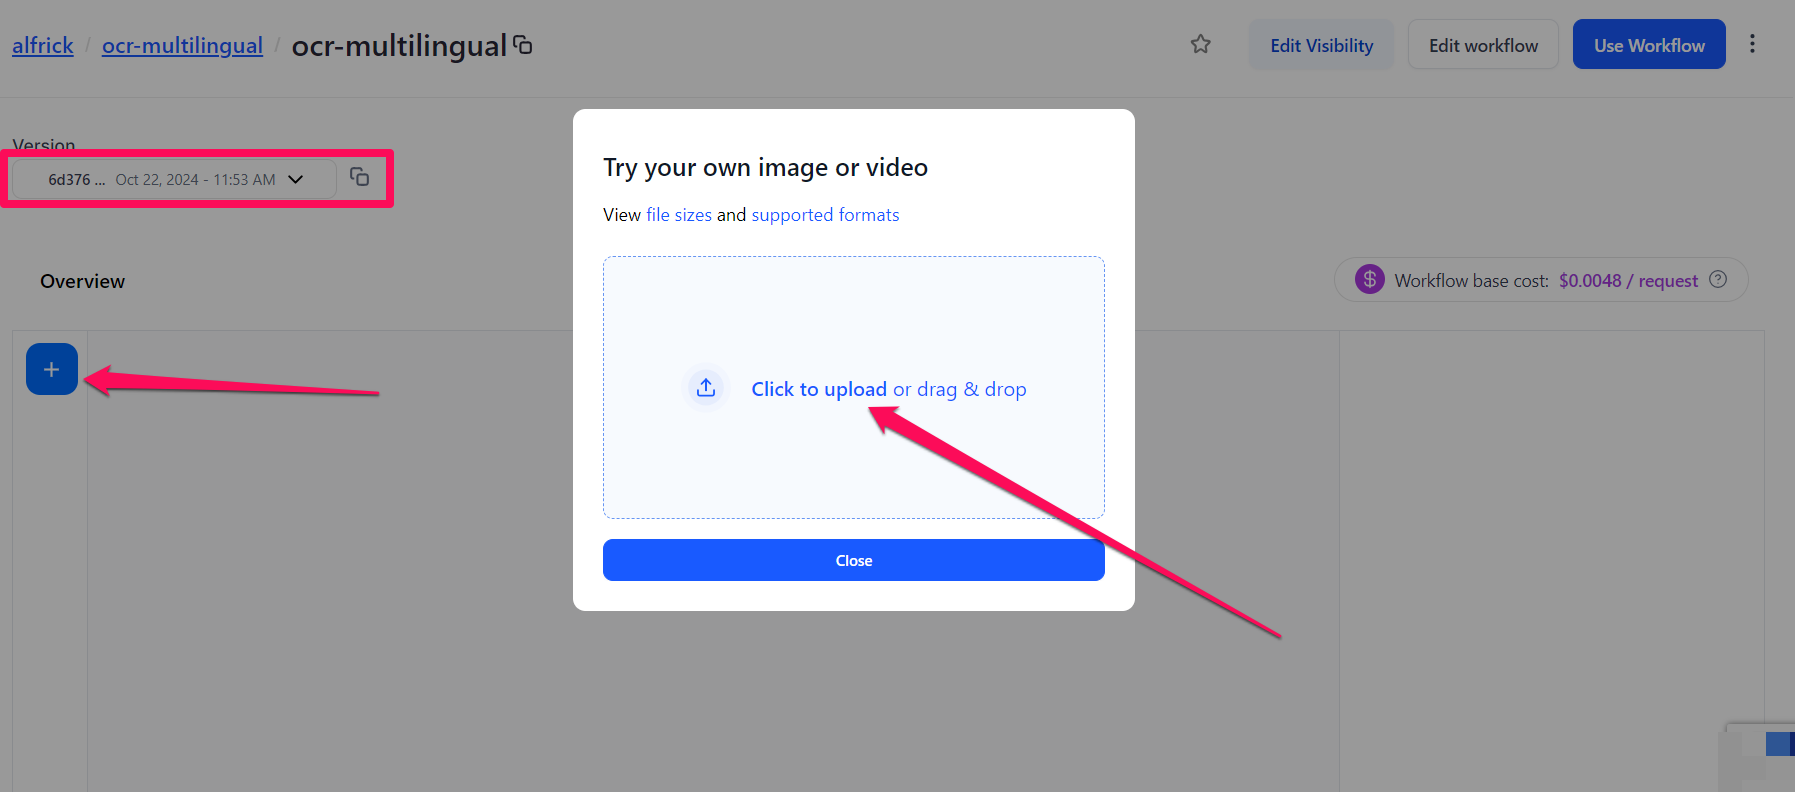 alfrick / ocr-multilingual / ocr-multilingual
Edit Visibility
Edit workflow
Use Workflow
Version
6d376 ... Oct 22, 2024 - 11:53 AM
Overview
$ Workflow base cost: $0.0048 / request ?
+
Try your own image or video
View file sizes and supported formats
Click to upload or drag & drop
Close